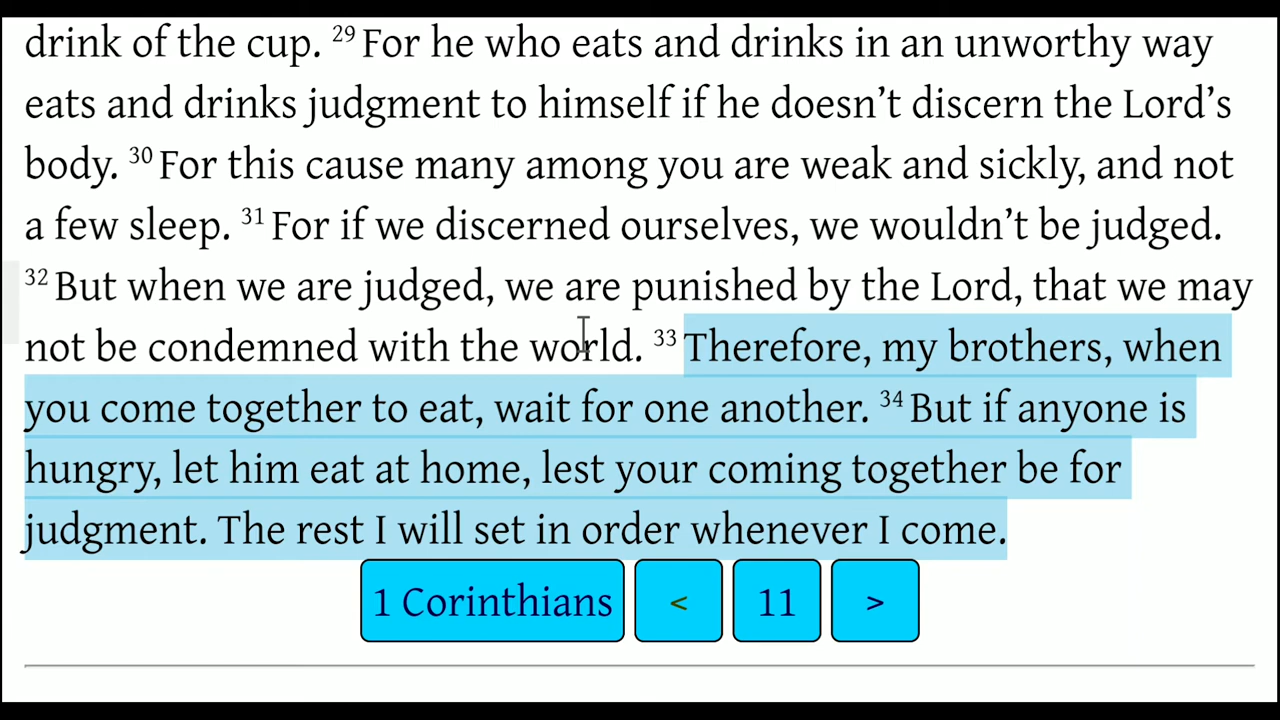 drink of the cup. 29 For he who eats and drinks in an unworthy way
eats and drinks judgment to himself if he doesn’t discern the Lord’s
body. 30 For this cause many among you are weak and sickly, and not
a few sleep. 31 For if we discerned ourselves, we wouldn’t be judged.
32 But when we are judged, we are punished by the Lord, that we may
not be condemned with the world. 33 Therefore, my brothers, when
you come together to eat, wait for one another. 34 But if anyone is
hungry, let him eat at home, lest your coming together be for
judgment. The rest I will set in order whenever I come.
1 Corinthians < 11 >